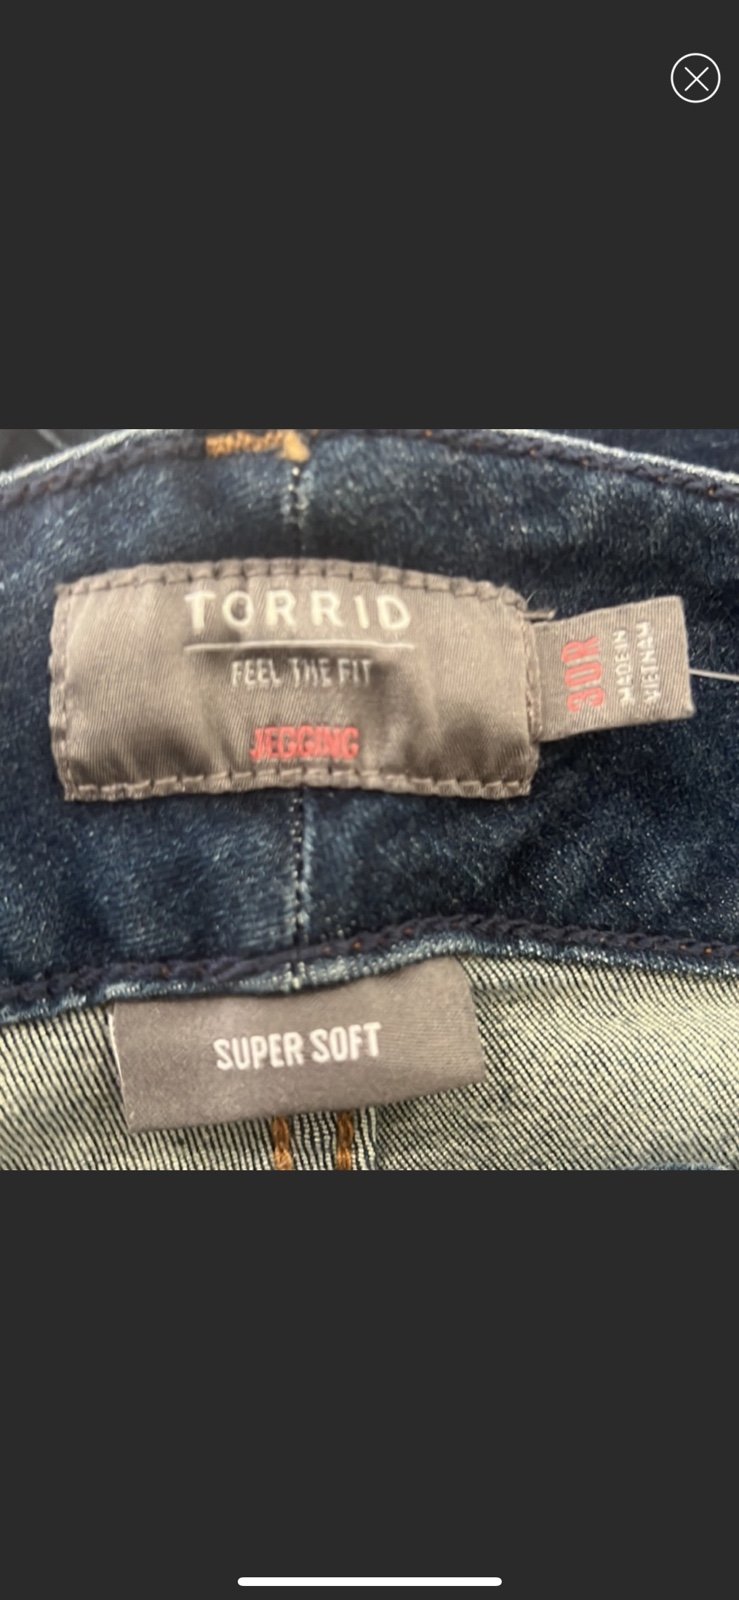 TORRID
FEEL THE FIT
JEGGING
30R
MADE IN
VIETNAM
SUPER SOFT